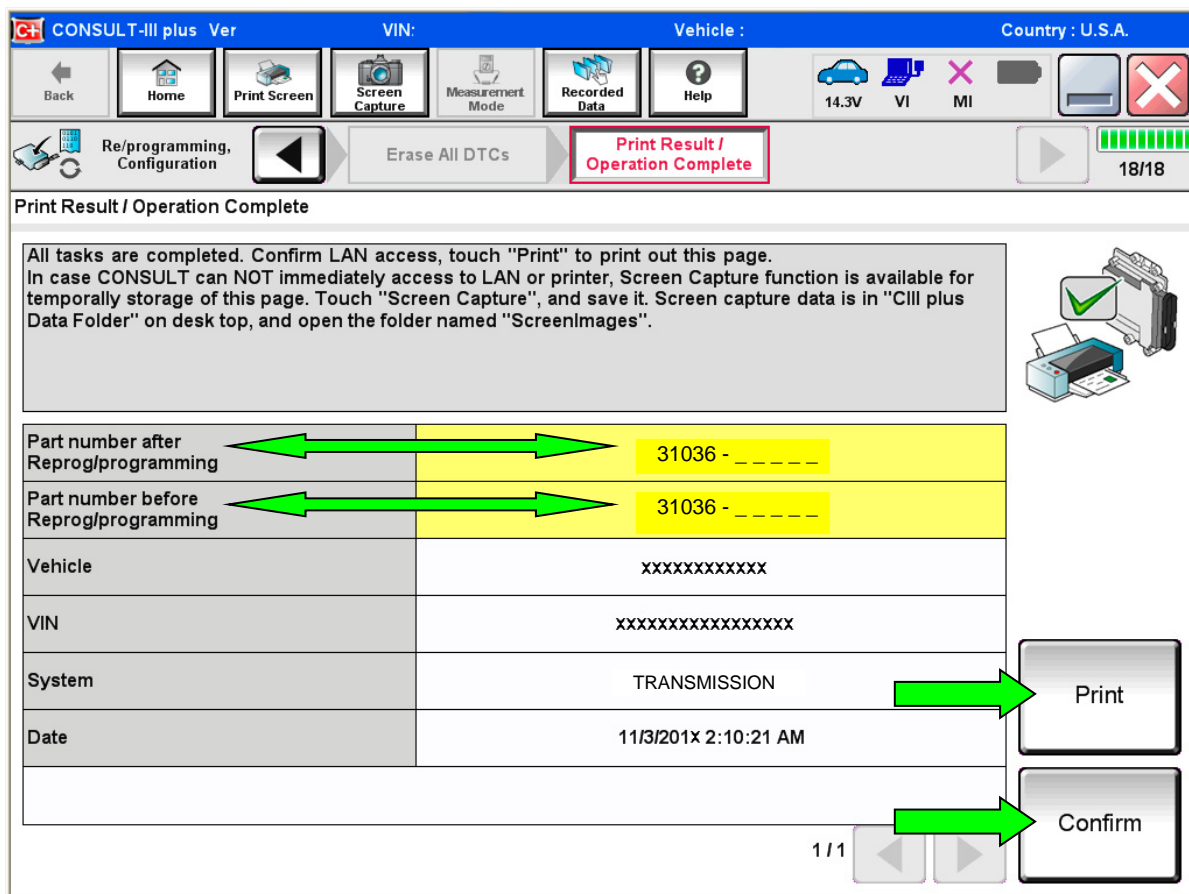 C+ CONSULT-III plus Ver VIN: Vehicle : Country : U.S.A.
Back
Home
Print Screen
Screen
Capture
Measurement
Mode
Recorded
Data
Help
14.3V
VI
MI
Re/programming,
Configuration
Erase All DTCs
Print Result /
Operation Complete
18/18
Print Result / Operation Complete
All tasks are completed. Confirm LAN access, touch "Print" to print out this page.
In case CONSULT can NOT immediately access to LAN or printer, Screen Capture function is available for
temporally storage of this page. Touch "Screen Capture", and save it. Screen capture data is in "CIII plus
Data Folder" on desk top, and open the folder named "ScreenImages".
Part number after
Reprog/programming
31036 - _ _ _ _ _
Part number before
Reprog/programming
31036 - _ _ _ _ _
Vehicle
xxxxxxxxxxxx
VIN
xxxxxxxxxxxxxxxxx
System
TRANSMISSION
Date
11/3/201X 2:10:21 AM
Print
Confirm
1 / 1